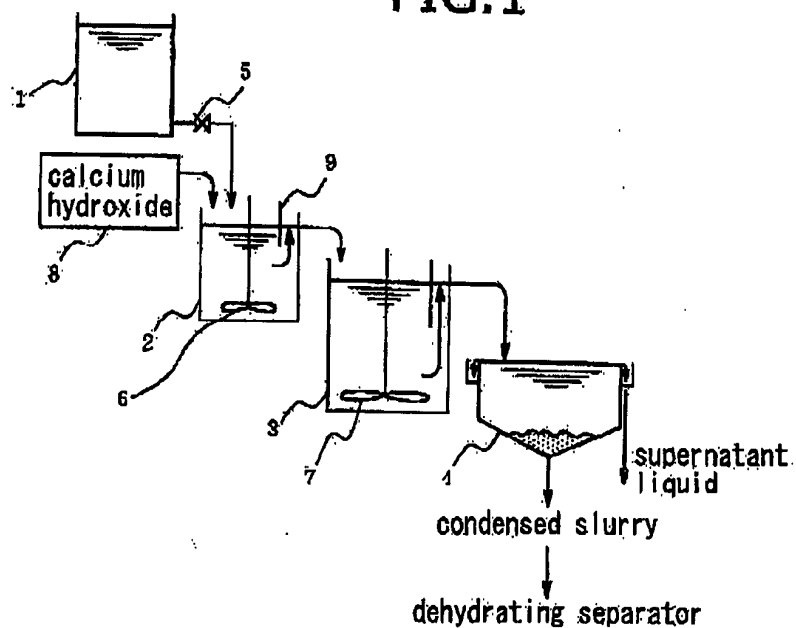 FIG.1
5
1
9
calcium
hydroxide
8
2
6
3
7
4
supernatant
liquid
condensed slurry
dehydrating separator